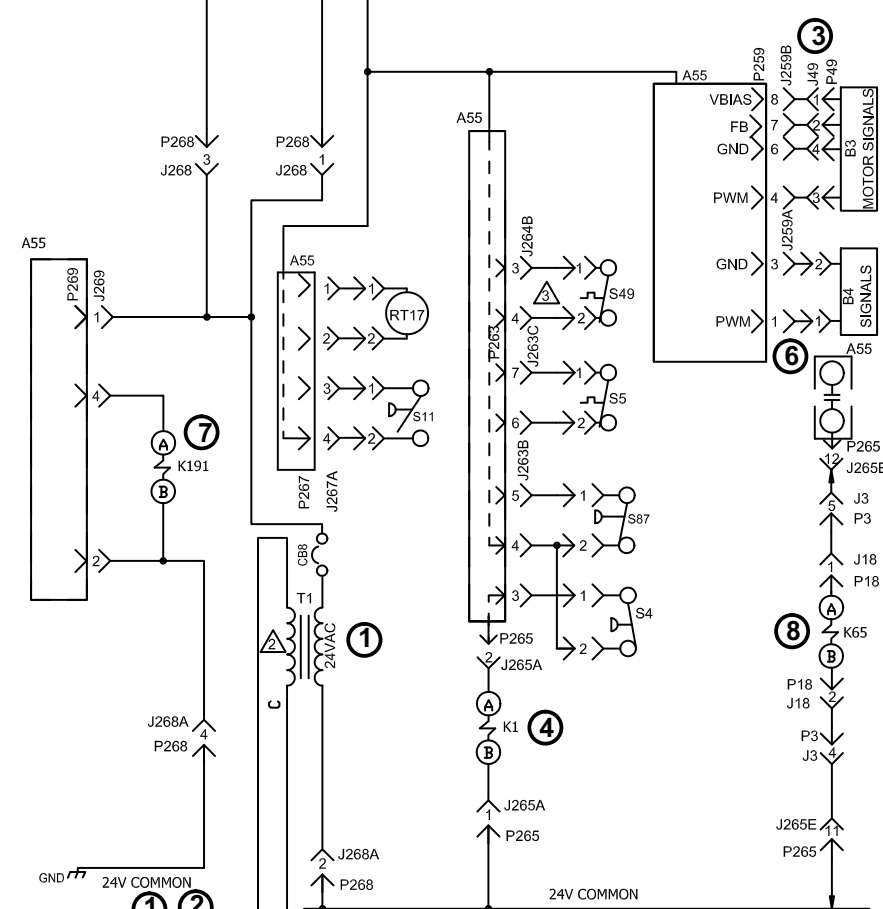 3
A55
P259
J259B
J49
P49
VBIAS 8 1
FB 7 2
GND 6 4
PWM 4 3
B3
MOTOR SIGNALS
J259A
GND 3 2
PWM 1 1
B4
SIGNALS
6
A55
P265
12
J265E
5
J3
P3
1
J18
P18
A
K65
B
8
P18
2
J18
P3
4
J3
J265E
11
P265
P268
3
J268
P268
1
J268
A55
P269
J269
1
4
A
7
K191
B
2
J268A
4
P268
GND
24V COMMON
1 2
A55
1 1
RT17
2 2
3 1
S11
4 2
P267
J267A
CB8
T1
2
24VAC
1
C
J268A
2
P268
A55
J264B
3 1
3
S49
4 2
P263
J263C
7 1
S5
6 2
J263B
5 1
S87
4 2
3 1
S4
2
P265
2
J265A
A
K1
4
B
J265A
1
P265
24V COMMON